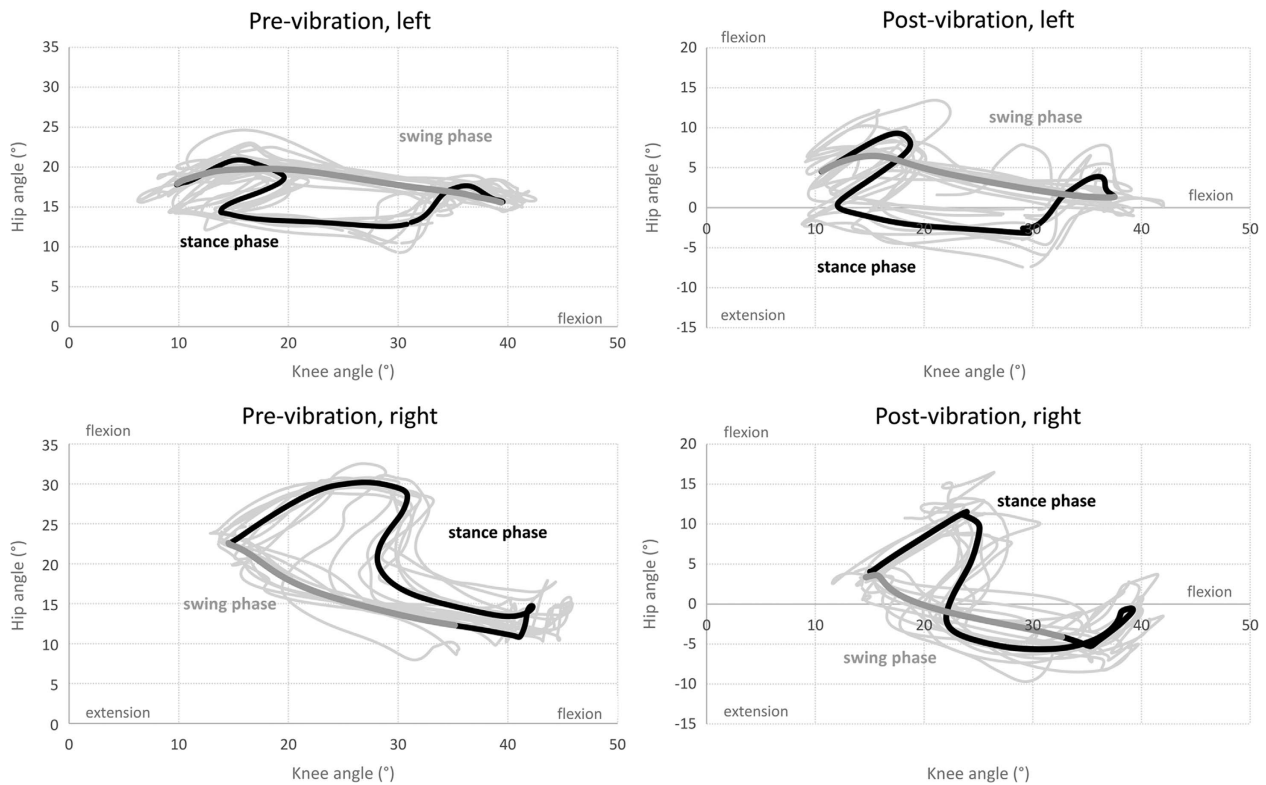 Pre-vibration, left
35
30
25
20
15
10
5
0
0 10 20 30 40 50
Hip angle (°)
Knee angle (°)
swing phase
stance phase
flexion
Post-vibration, left
flexion
20
15
10
5
0
-5
-10
-15
0 10 20 30 40 50
Hip angle (°)
Knee angle (°)
swing phase
flexion
stance phase
extension
Pre-vibration, right
flexion
35
30
25
20
15
10
5
0
0 10 20 30 40 50
Hip angle (°)
Knee angle (°)
stance phase
swing phase
extension
flexion
Post-vibration, right
flexion
20
15
10
5
0
-5
-10
-15
0 10 20 30 40 50
Hip angle (°)
Knee angle (°)
stance phase
flexion
swing phase
extension